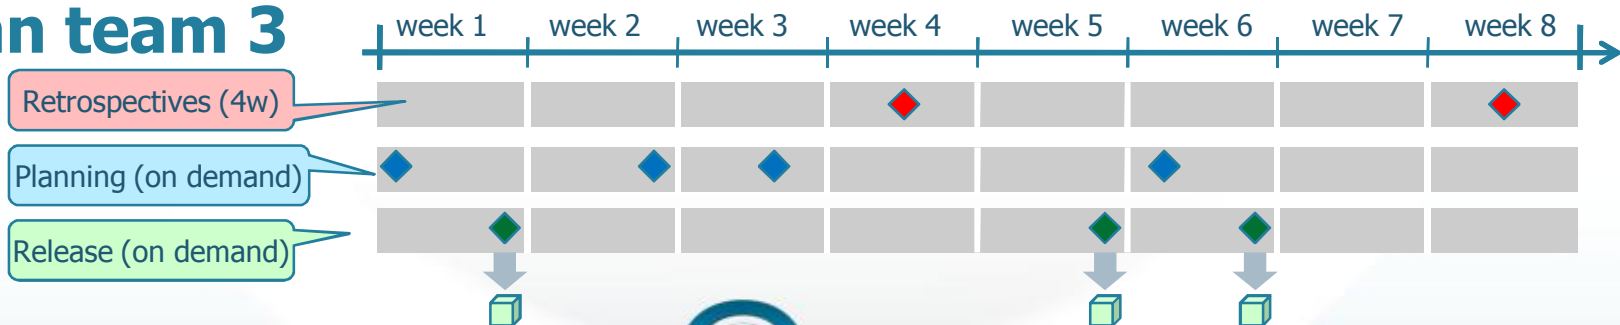 an team 3
week 1 week 2 week 3 week 4 week 5 week 6 week 7 week 8
Retrospectives (4w)
Planning (on demand)
Release (on demand)